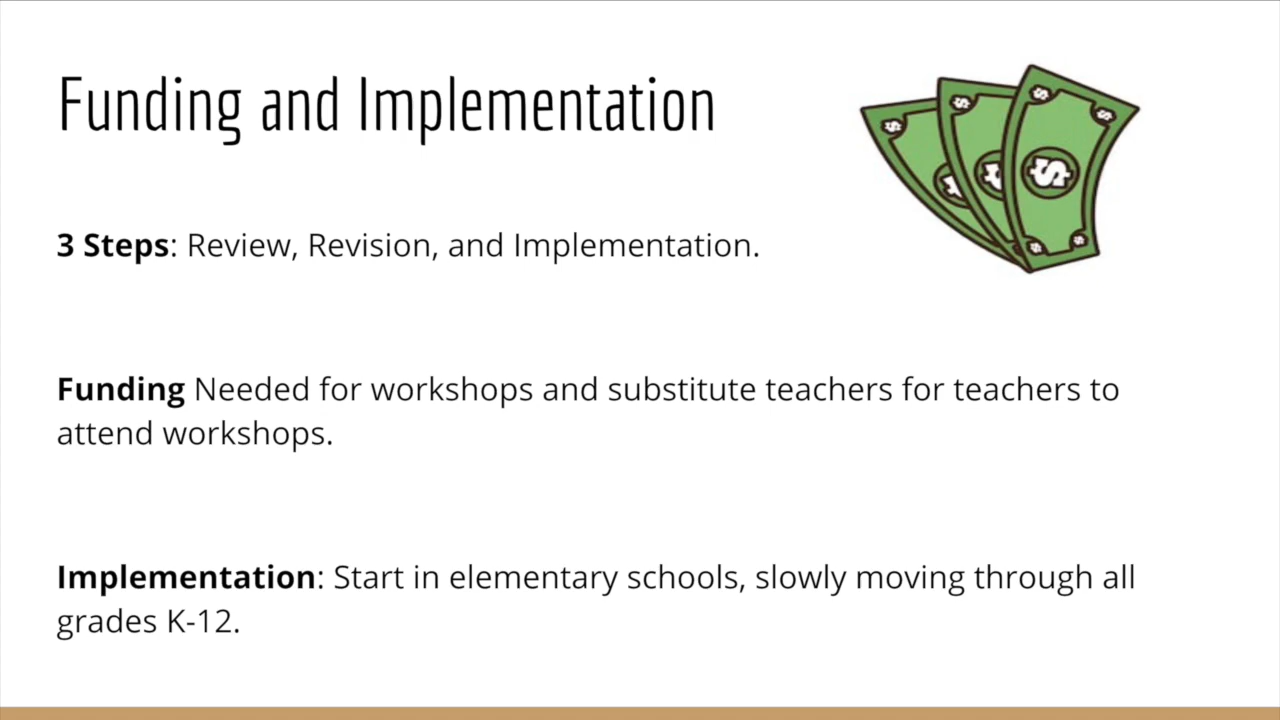 Funding and Implementation
3 Steps: Review, Revision, and Implementation.
Funding Needed for workshops and substitute teachers for teachers to
attend workshops.
Implementation: Start in elementary schools, slowly moving through all
grades K-12.